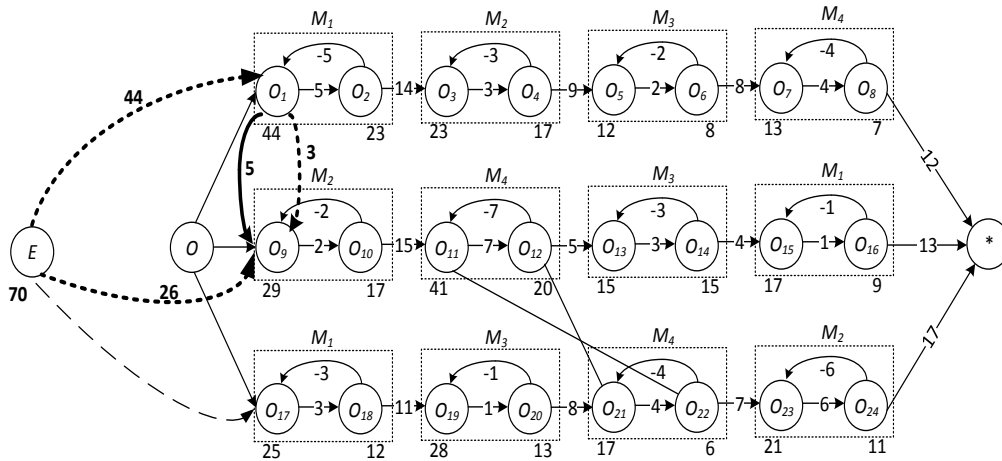 M1 M2 M3 M4
-5 -3 -2 -4
O1 5 O2 14 O3 3 O4 9 O5 2 O6 8 O7 4 O8
44 23 23 17 12 8 13 7
44
12
5 3
M2 M4 M3 M1
-2 -7 -3 -1
E O O9 2 O10 15 O11 7 O12 5 O13 3 O14 4 O15 1 O16 13 *
70 26 29 17 41 20 15 15 17 9
17
M1 M3 M4 M2
-3 -1 -4 -6
O17 3 O18 11 O19 1 O20 8 O21 4 O22 7 O23 6 O24
25 12 28 13 17 6 21 11